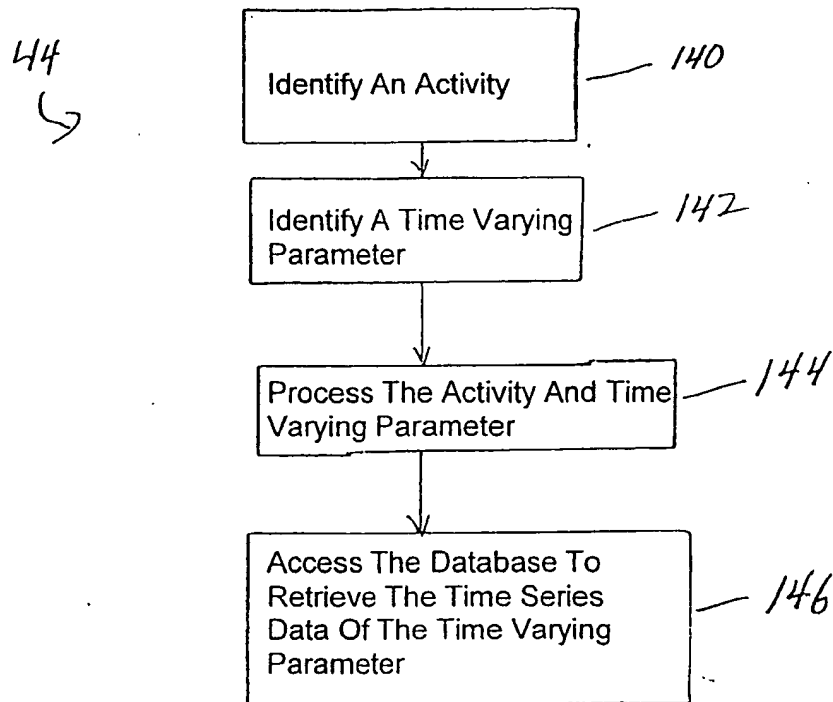 44
Identify An Activity
140
Identify A Time Varying
Parameter
142
Process The Activity And Time
Varying Parameter
144
Access The Database To
Retrieve The Time Series
Data Of The Time Varying
Parameter
146